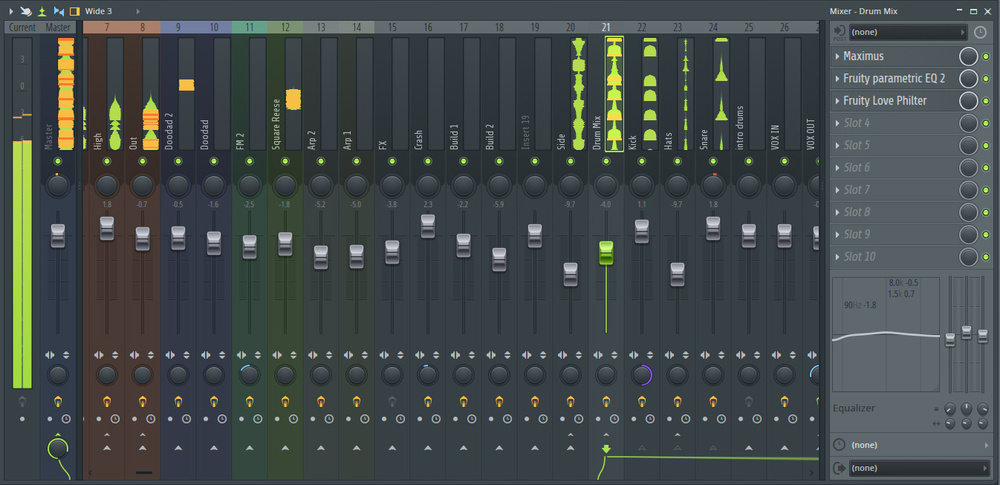 Wide 3
Mixer - Drum Mix
Current
Master
7
8
9
10
11
12
13
14
15
16
17
18
19
20
21
22
23
24
25
26
27
(none)
POST
Maximus
Fruity parametric EQ 2
Fruity Love Philter
Slot 4
Slot 5
Slot 6
Slot 7
Slot 8
Slot 9
Slot 10
3
0
3
6
Master
High
Out
Doodad 2
Doodad
FM 2
Square Reese
Arp 2
Arp 1
FX
Crash
Build 1
Build 2
Insert 19
Side
Drum Mix
Kick
Hats
Snare
intro drums
VOX IN
VOX OUT
1.8
-0.7
-0.5
-1.6
-2.5
-1.8
-5.2
-5.0
-3.8
2.3
-2.2
-5.9
-9.7
-4.0
1.1
-9.7
1.8
8.0k -0.5
1.5k 0.7
90Hz -1.8
Equalizer
(none)
(none)